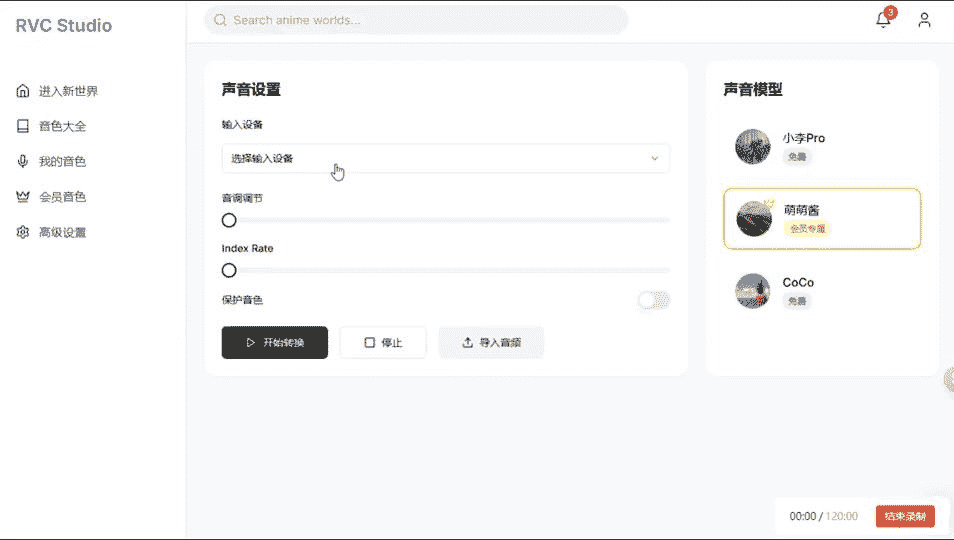 RVC Studio
Search anime worlds...
3
进入新世界
音色大全
我的音色
会员音色
高级设置
声音设置
输入设备
选择输入设备
音调调节
Index Rate
保护音色
开始转换
停止
导入音频
声音模型
小李Pro
免费
萌萌酱
会员专属
CoCo
免费
00:00 / 120:00
结束录制